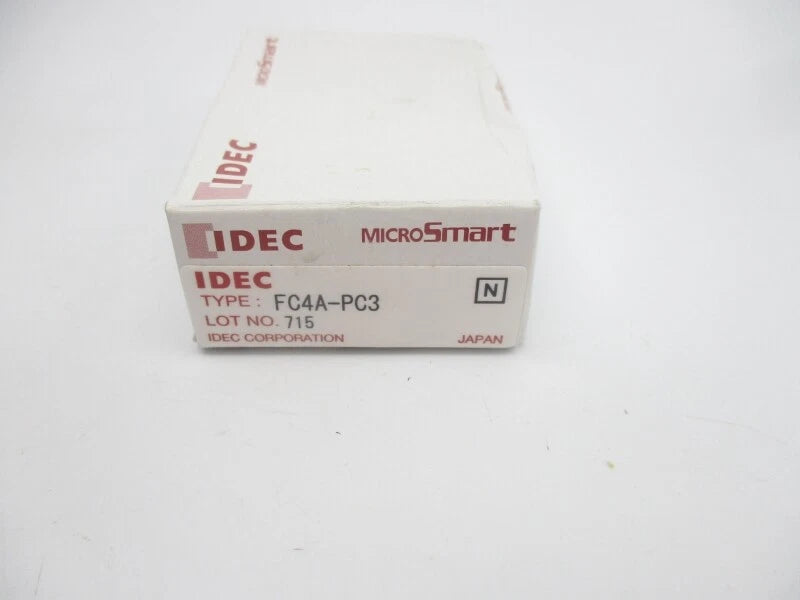 MICROSmart
IDEC
IDEC MICROSmart
IDEC
TYPE: FC4A-PC3 N
LOT NO. 715
IDEC CORPORATION JAPAN